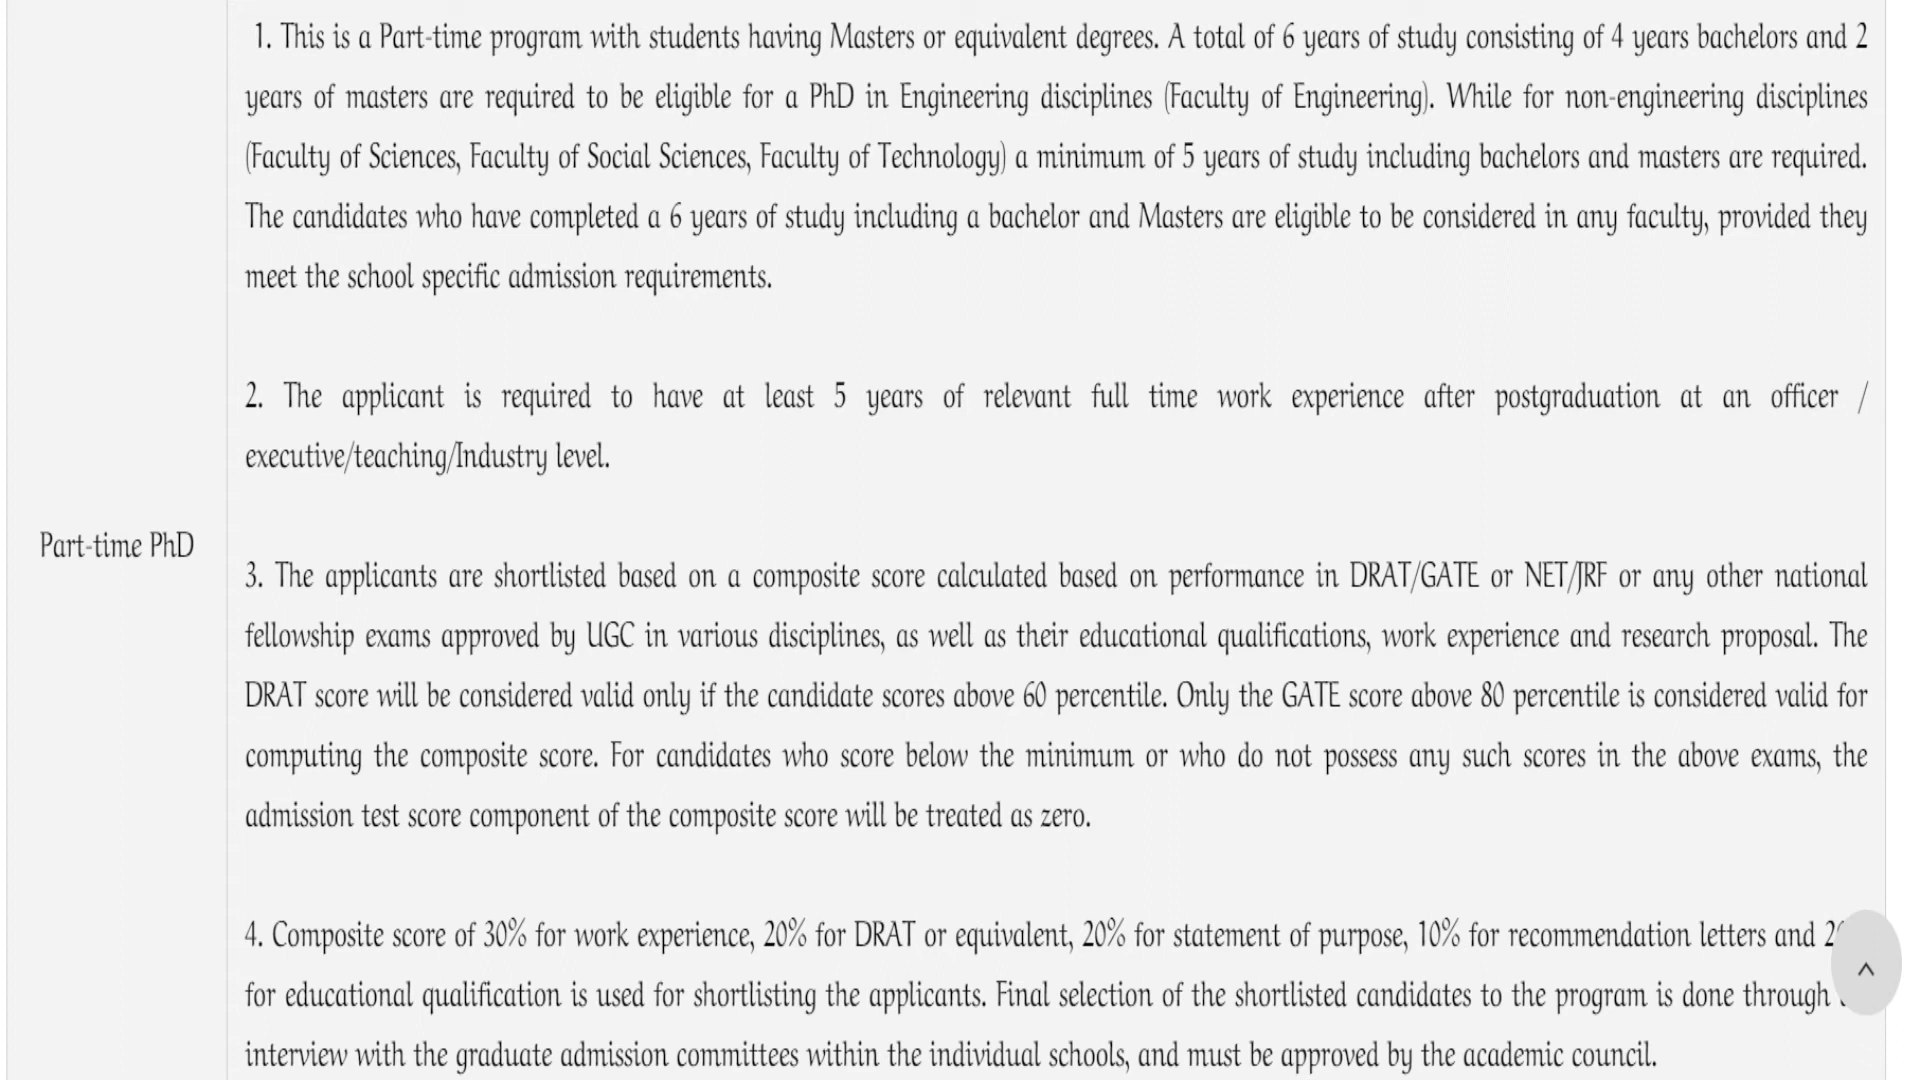 1. This is a Part-time program with students having Masters or equivalent degrees. A total of 6 years of study consisting of 4 years bachelors and 2
years of masters are required to be eligible for a PhD in Engineering disciplines (Faculty of Engineering). While for non-engineering disciplines
(Faculty of Sciences, Faculty of Social Sciences, Faculty of Technology) a minimum of 5 years of study including bachelors and masters are required.
The candidates who have completed a 6 years of study including a bachelor and Masters are eligible to be considered in any faculty, provided they
meet the school specific admission requirements.
2. The applicant is required to have at least 5 years of relevant full time work experience after postgraduation at an officer /
executive/teaching/Industry level.
Part-time PhD
3. The applicants are shortlisted based on a composite score calculated based on performance in DRAT/GATE or NET/JRF or any other national
fellowship exams approved by UGC in various disciplines, as well as their educational qualifications, work experience and research proposal. The
DRAT score will be considered valid only if the candidate scores above 60 percentile. Only the GATE score above 80 percentile is considered valid for
computing the composite score. For candidates who score below the minimum or who do not possess any such scores in the above exams, the
admission test score component of the composite score will be treated as zero.
4. Composite score of 30% for work experience, 20% for DRAT or equivalent, 20% for statement of purpose, 10% for recommendation letters and
for educational qualification is used for shortlisting the applicants. Final selection of the shortlisted candidates to the program is done through
interview with the graduate admission committees within the individual schools, and must be approved by the academic council.